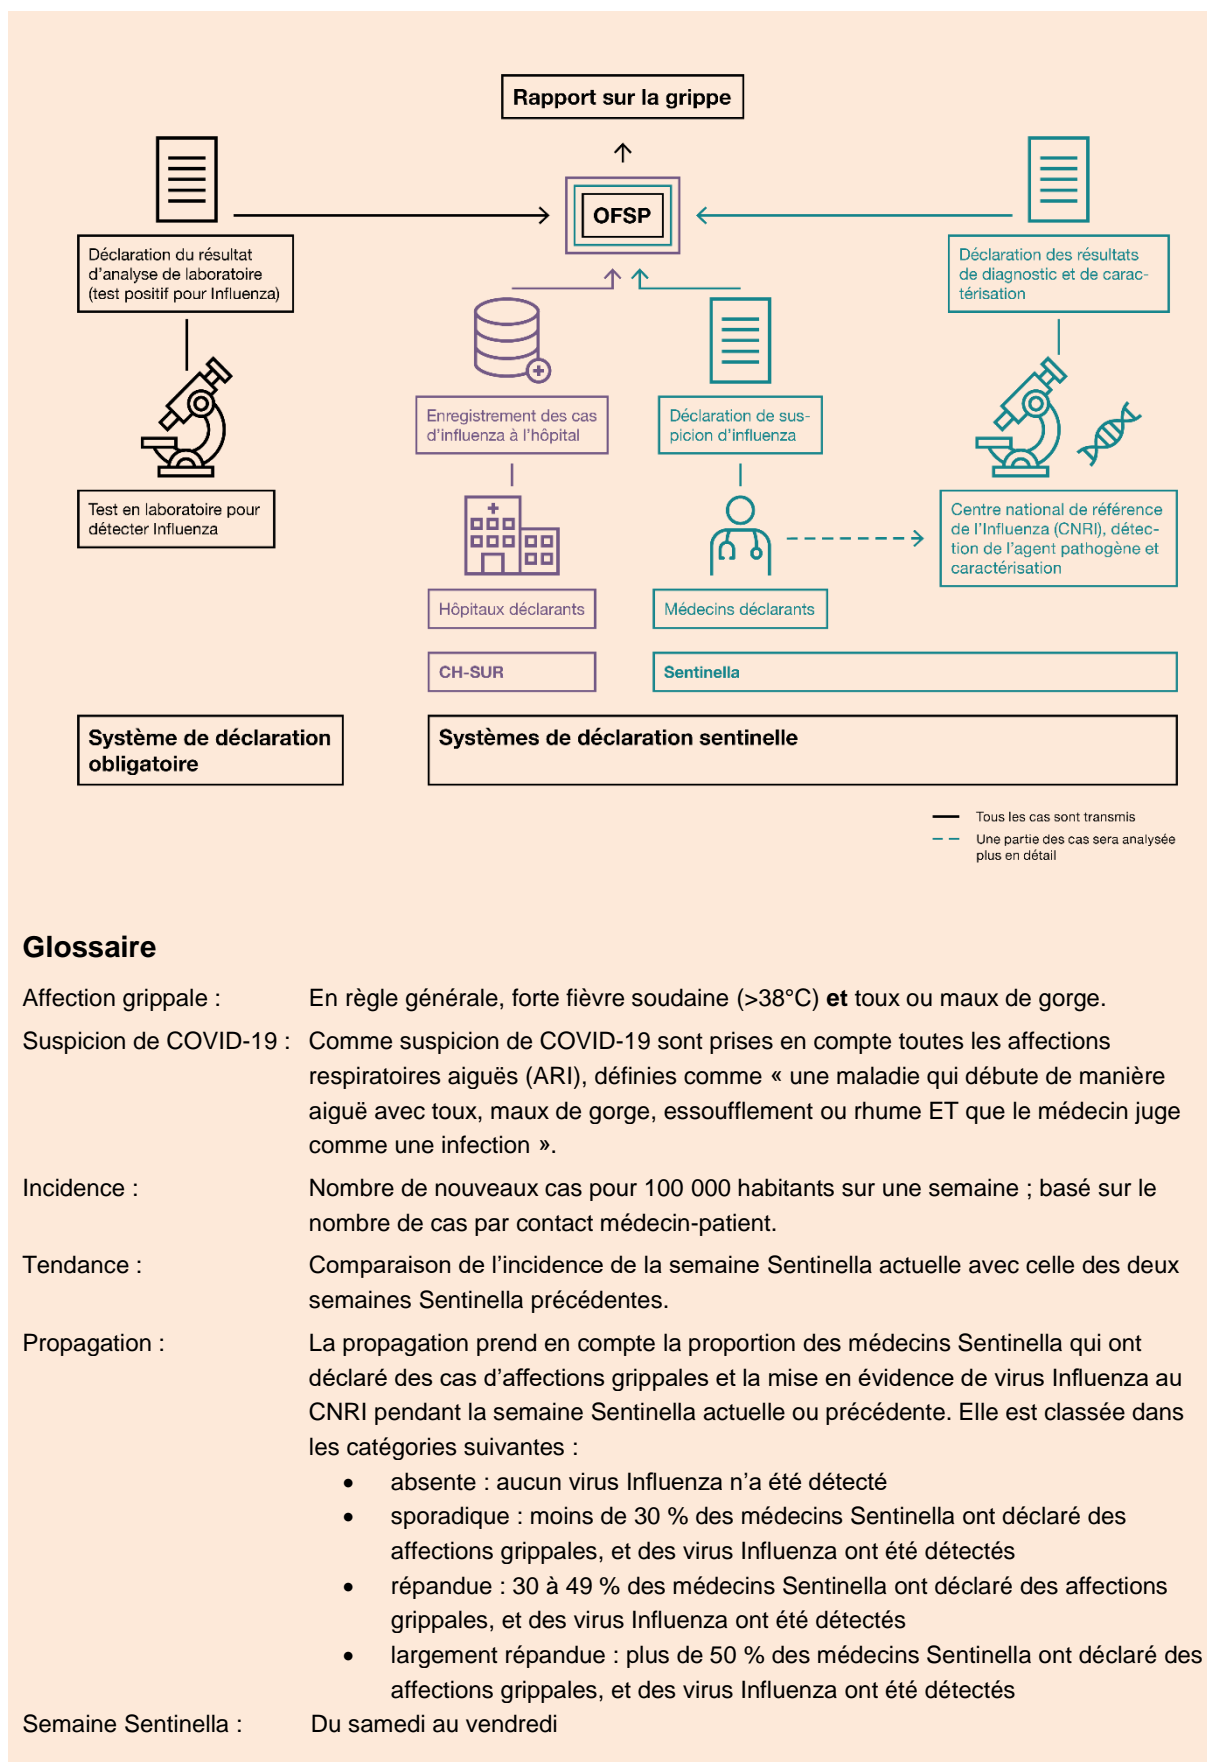 Rapport sur la grippe
OFSP
Déclaration du résultat
d'analyse de laboratoire
(test positif pour Influenza)
Déclaration des résultats
de diagnostic et de carac-
térisation
Enregistrement des cas
d'influenza à l'hôpital
Déclaration de sus-
picion d'influenza
Test en laboratoire pour
détecter Influenza
Centre national de référence
de l'Influenza (CNRI), détec-
tion de l'agent pathogène et
caractérisation
Hôpitaux déclarants
Médecins déclarants
CH-SUR
Sentinella
Système de déclaration
obligatoire
Systèmes de déclaration sentinelle
Tous les cas sont transmis
Une partie des cas sera analysée
plus en détail
Glossaire
Affection grippale : En règle générale, forte fièvre soudaine (>38°C) et toux ou maux de gorge.
Suspicion de COVID-19 : Comme suspicion de COVID-19 sont prises en compte toutes les affections
respiratoires aiguës (ARI), définies comme « une maladie qui débute de manière
aiguë avec toux, maux de gorge, essoufflement ou rhume ET que le médecin juge
comme une infection ».
Incidence : Nombre de nouveaux cas pour 100 000 habitants sur une semaine ; basé sur le
nombre de cas par contact médecin-patient.
Tendance : Comparaison de l'incidence de la semaine Sentinella actuelle avec celle des deux
semaines Sentinella précédentes.
Propagation : La propagation prend en compte la proportion des médecins Sentinella qui ont
déclaré des cas d'affections grippales et la mise en évidence de virus Influenza au
CNRI pendant la semaine Sentinella actuelle ou précédente. Elle est classée dans
les catégories suivantes :
• absente : aucun virus Influenza n'a été détecté
• sporadique : moins de 30 % des médecins Sentinella ont déclaré des
affections grippales, et des virus Influenza ont été détectés
• répandue : 30 à 49 % des médecins Sentinella ont déclaré des affections
grippales, et des virus Influenza ont été détectés
• largement répandue : plus de 50 % des médecins Sentinella ont déclaré des
affections grippales, et des virus Influenza ont été détectés
Semaine Sentinella : Du samedi au vendredi